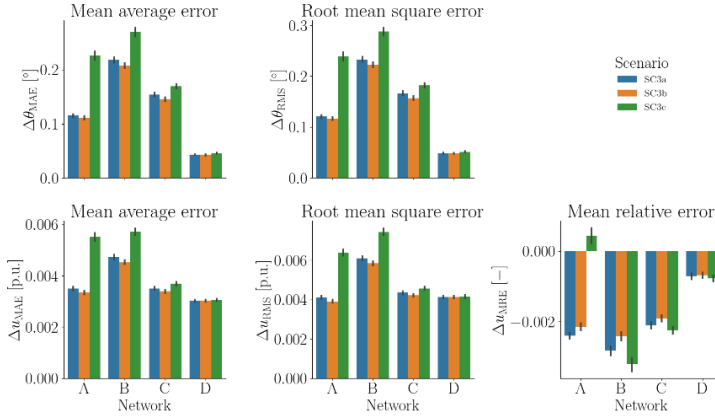 Mean average error
Root mean square error
Δθ_MAE [°]
0.2
0.1
0.0
Δθ_RMS [°]
0.3
0.2
0.1
0.0
Scenario
SC3a
SC3b
SC3c
Mean average error
Root mean square error
Mean relative error
Δu_MAE [p.u.]
0.006
0.004
0.002
0.000
Δu_RMS [p.u.]
0.006
0.004
0.002
0.000
Δu_MRE [−]
0.000
−0.002
A B C D
A B C D
A B C D
Network
Network
Network